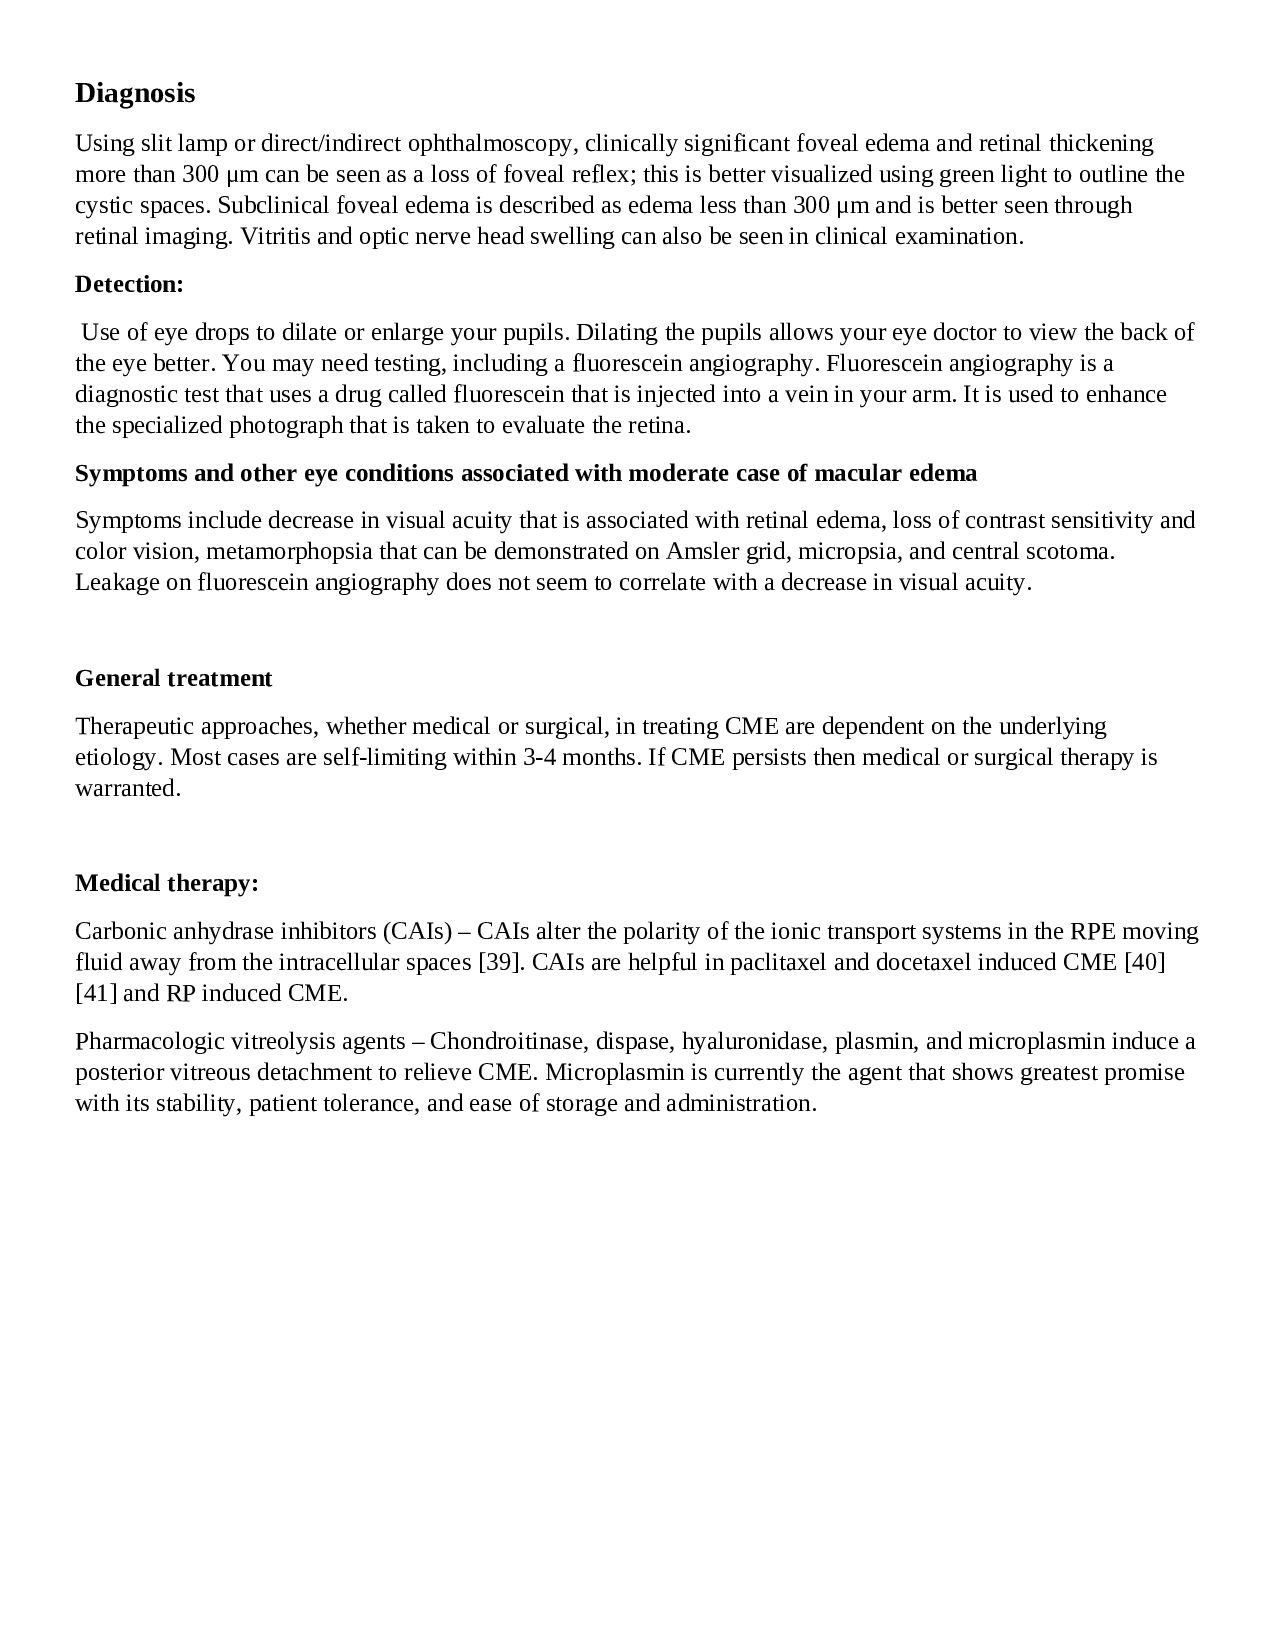 Diagnosis
Using slit lamp or direct/indirect ophthalmoscopy, clinically significant foveal edema and retinal thickening
more than 300 μm can be seen as a loss of foveal reflex; this is better visualized using green light to outline the
cystic spaces. Subclinical foveal edema is described as edema less than 300 μm and is better seen through
retinal imaging. Vitritis and optic nerve head swelling can also be seen in clinical examination.
Detection:
Use of eye drops to dilate or enlarge your pupils. Dilating the pupils allows your eye doctor to view the back of
the eye better. You may need testing, including a fluorescein angiography. Fluorescein angiography is a
diagnostic test that uses a drug called fluorescein that is injected into a vein in your arm. It is used to enhance
the specialized photograph that is taken to evaluate the retina.
Symptoms and other eye conditions associated with moderate case of macular edema
Symptoms include decrease in visual acuity that is associated with retinal edema, loss of contrast sensitivity and
color vision, metamorphopsia that can be demonstrated on Amsler grid, micropsia, and central scotoma.
Leakage on fluorescein angiography does not seem to correlate with a decrease in visual acuity.
General treatment
Therapeutic approaches, whether medical or surgical, in treating CME are dependent on the underlying
etiology. Most cases are self-limiting within 3-4 months. If CME persists then medical or surgical therapy is
warranted.
Medical therapy:
Carbonic anhydrase inhibitors (CAIs) – CAIs alter the polarity of the ionic transport systems in the RPE moving
fluid away from the intracellular spaces [39]. CAIs are helpful in paclitaxel and docetaxel induced CME [40]
[41] and RP induced CME.
Pharmacologic vitreolysis agents – Chondroitinase, dispase, hyaluronidase, plasmin, and microplasmin induce a
posterior vitreous detachment to relieve CME. Microplasmin is currently the agent that shows greatest promise
with its stability, patient tolerance, and ease of storage and administration.